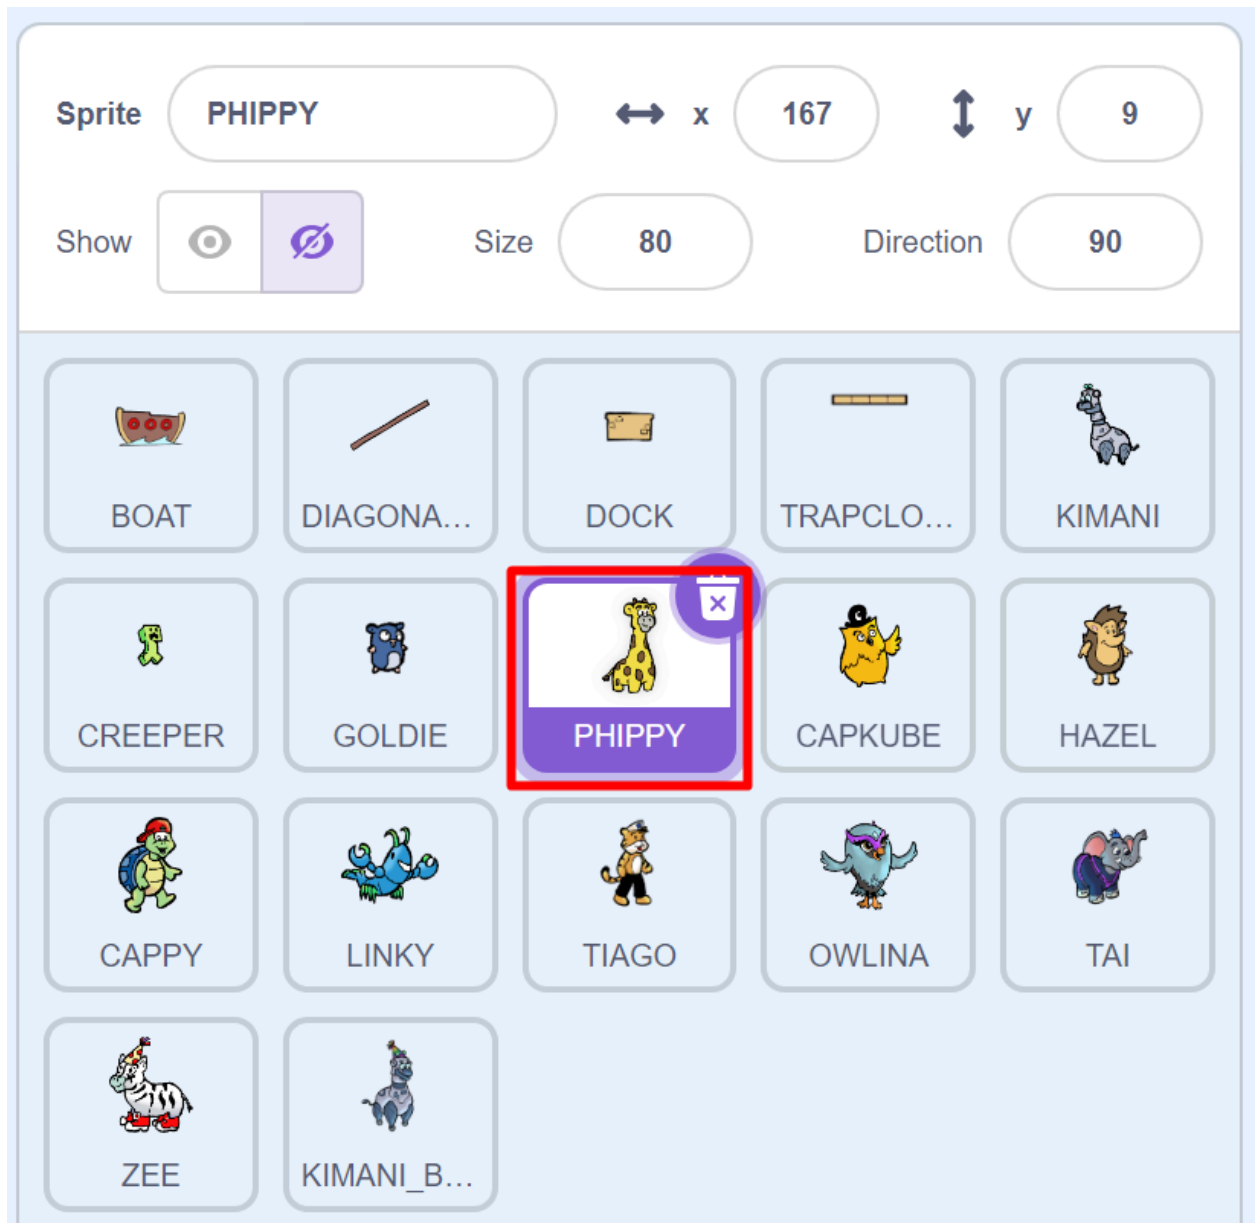 Sprite PHIPPY x 167 y 9
Show Size 80 Direction 90
BOAT DIAGONA... DOCK TRAPCLO... KIMANI
CREEPER GOLDIE PHIPPY CAPKUBE HAZEL
CAPPY LINKY TIAGO OWLINA TAI
ZEE KIMANI_B...